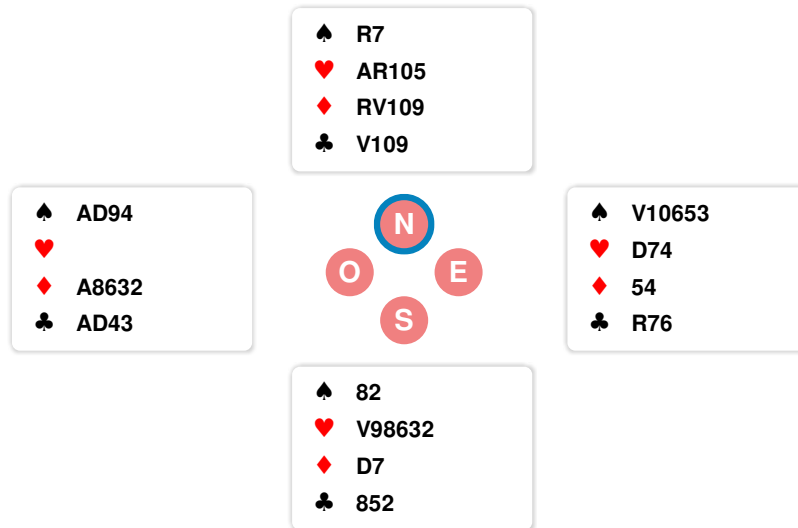 ♠ R7
♥ AR105
♦ RV109
♣ V109
♠ AD94
♥
♦ A8632
♣ AD43
N
O
E
S
♠ V10653
♥ D74
♦ 54
♣ R76
♠ 82
♥ V98632
♦ D7
♣ 852